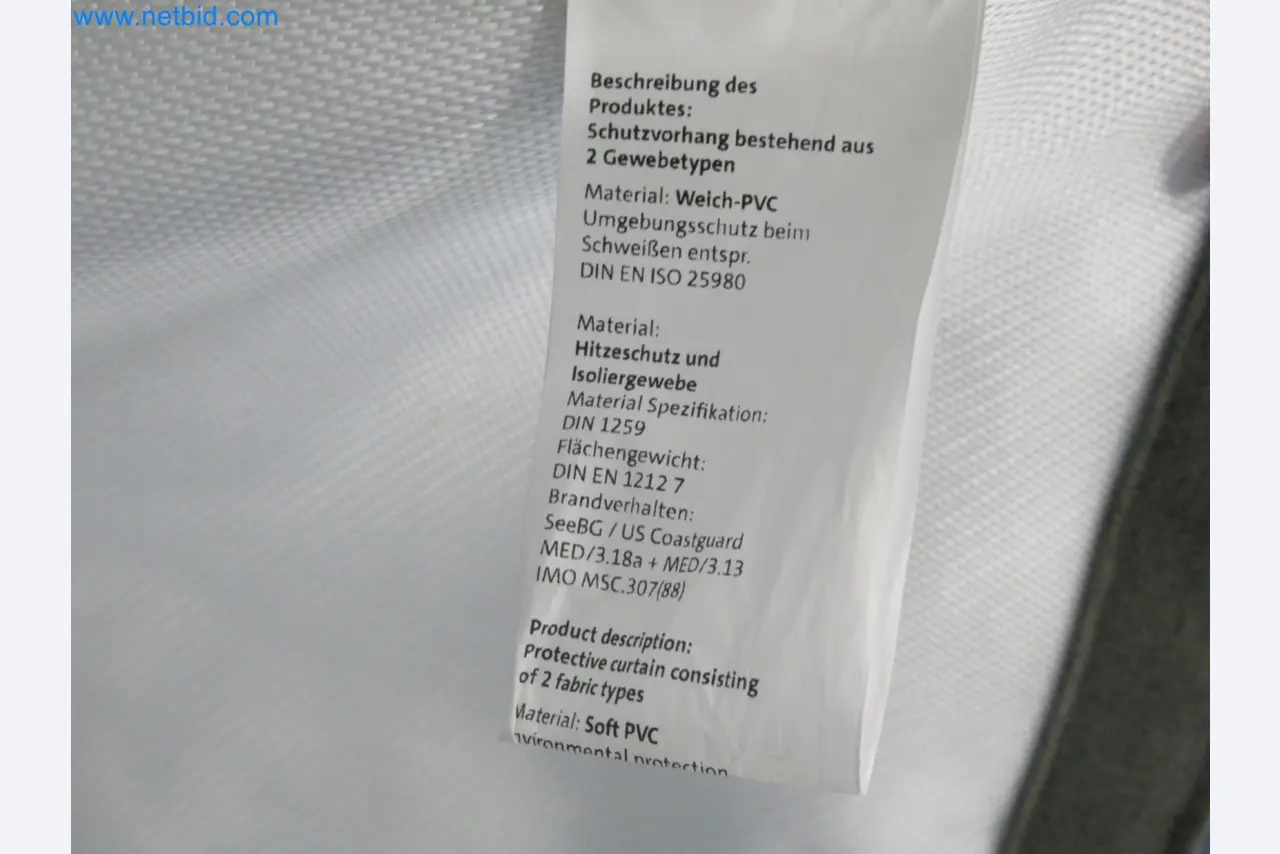 www.netbid.com
Beschreibung des
Produktes:
Schutzvorhang bestehend aus
2 Gewebetypen
Material: Weich-PVC
Umgebungsschutz beim
Schweißen entspr.
DIN EN ISO 25980
Material:
Hitzeschutz und
Isoliergewebe
Material Spezifikation:
DIN 1259
Flächengewicht:
DIN EN 1212 7
Brandverhalten:
SeeBG / US Coastguard
MED/3.18a + MED/3.13
IMO MSC.307(88)
Product description:
Protective curtain consisting
of 2 fabric types
Material: Soft PVC
nvironmental protection